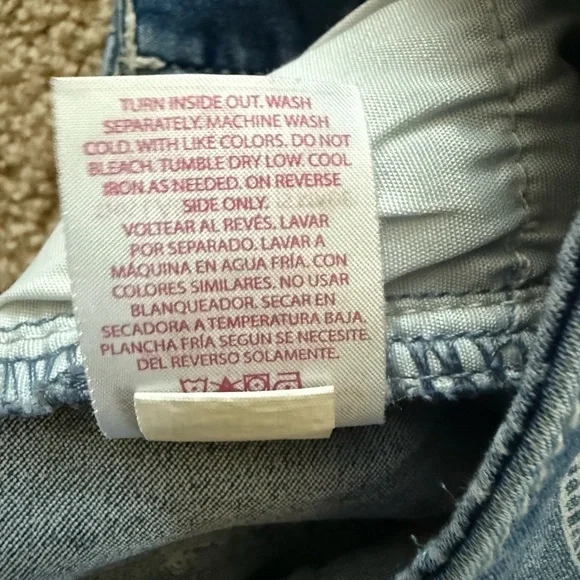 TURN INSIDE OUT. WASH
SEPARATELY. MACHINE WASH
COLD. WITH LIKE COLORS. DO NOT
BLEACH. TUMBLE DRY LOW. COOL
IRON AS NEEDED. ON REVERSE
SIDE ONLY.
VOLTEAR AL REVÉS. LAVAR
POR SEPARADO. LAVAR A
MÁQUINA EN AGUA FRÍA. CON
COLORES SIMILARES. NO USAR
BLANQUEADOR. SECAR EN
SECADORA A TEMPERATURA BAJA.
PLANCHA FRÍA SEGUN SE NECESITE.
DEL REVERSO SOLAMENTE.